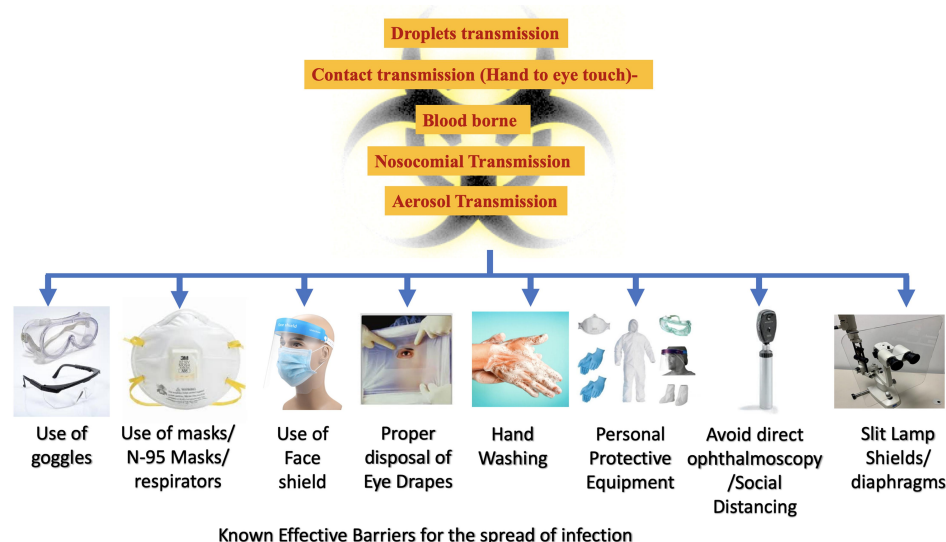 Droplets transmission
Contact transmission (Hand to eye touch)-
Blood borne
Nosocomial Transmission
Aerosol Transmission
3M
Use of
goggles
Use of masks/
N-95 Masks/
respirators
Use of
Face
shield
Proper
disposal of
Eye Drapes
Hand
Washing
Personal
Protective
Equipment
Avoid direct
ophthalmoscopy
/Social
Distancing
Slit Lamp
Shields/
diaphragms
Known Effective Barriers for the spread of infection